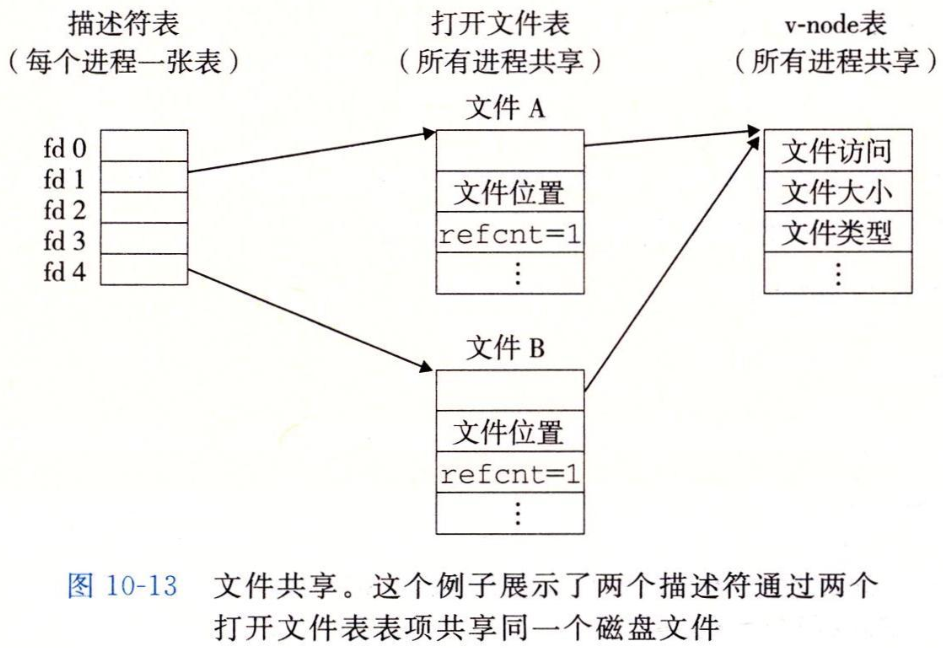 描述符表
（每个进程一张表）
打开文件表
（所有进程共享）
v-node表
（所有进程共享）
fd 0
fd 1
fd 2
fd 3
fd 4
文件 A
文件位置
refcnt=1
⋮
文件 B
文件位置
refcnt=1
⋮
文件访问
文件大小
文件类型
⋮
图 10-13 文件共享。这个例子展示了两个描述符通过两个
打开文件表表项共享同一个磁盘文件